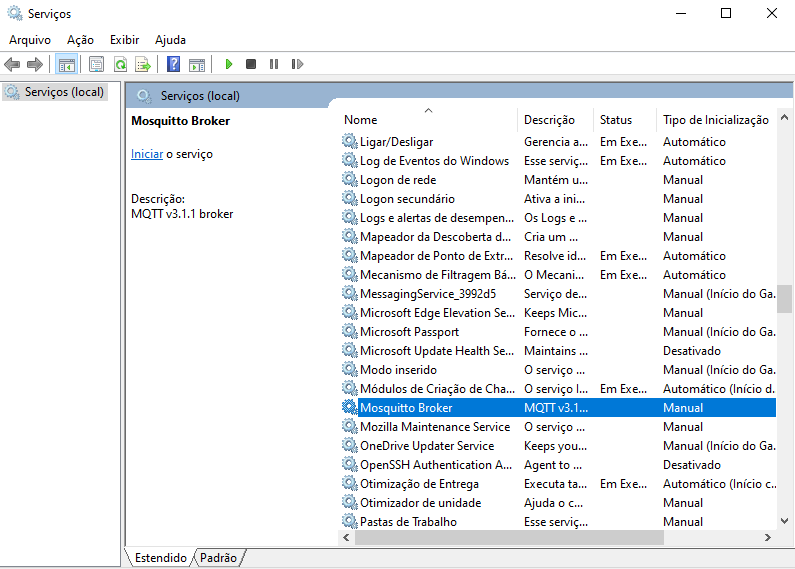 Serviços
Arquivo Ação Exibir Ajuda
Serviços (local)
Serviços (local)
Mosquitto Broker
Iniciar o serviço
Descrição:
MQTT v3.1.1 broker
Nome Descrição Status Tipo de Inicialização
Ligar/Desligar Gerencia a... Em Exe... Automático
Log de Eventos do Windows Esse serviç... Em Exe... Automático
Logon de rede Mantém u... Manual
Logon secundário Ativa a ini... Manual
Logs e alertas de desempen... Os Logs e ... Manual
Mapeador da Descoberta d... Cria um ... Manual
Mapeador de Ponto de Extr... Resolve id... Em Exe... Automático
Mecanismo de Filtragem Bá... O Mecani... Em Exe... Automático
MessagingService_3992d5 Serviço de... Manual (Início do Ga.
Microsoft Edge Elevation Se... Keeps Mic... Manual
Microsoft Passport Fornece o ... Manual (Início do Ga.
Microsoft Update Health Se... Maintains ... Desativado
Modo inserido O serviço ... Manual (Início do Ga.
Módulos de Criação de Cha... O serviço I... Em Exe... Automático (Início d.
Mosquitto Broker MQTT v3.1... Manual
Mozilla Maintenance Service O serviço ... Manual
OneDrive Updater Service Keeps you... Manual (Início do Ga.
OpenSSH Authentication A... Agent to ... Desativado
Otimização de Entrega Executa ta... Em Exe... Automático (Início c.
Otimizador de unidade Ajuda o c... Manual
Pastas de Trabalho Esse serviç... Manual
Estendido Padrão